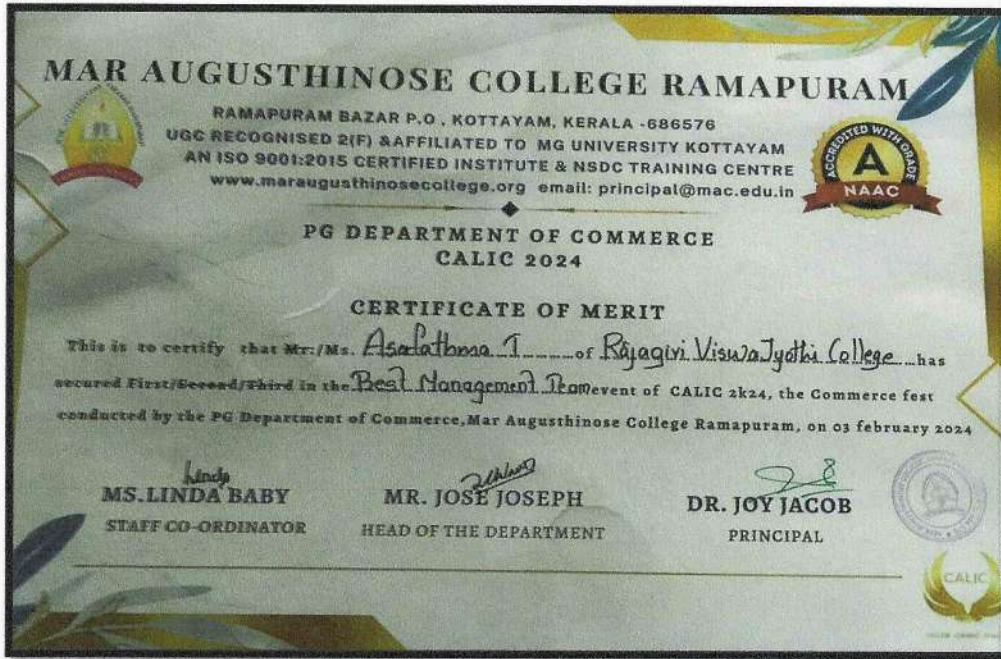 MAR AUGUSTHINOSE COLLEGE RAMAPURAM
RAMAPURAM BAZAR P.O , KOTTAYAM, KERALA -686576
UGC RECOGNISED 2(F) &AFFILIATED TO MG UNIVERSITY KOTTAYAM
AN ISO 9001:2015 CERTIFIED INSTITUTE & NSDC TRAINING CENTRE
www.maraugusthinosecollege.org email: principal@mac.edu.in
ACCREDITED WITH GRADE
A
NAAC
PG DEPARTMENT OF COMMERCE
CALIC 2024
CERTIFICATE OF MERIT
This is to certify that Mr:/Ms. Asalathma T of Rajagiri Viswa Jyothi College has
secured First/Second/Third in the Best Management Team event of CALIC 2k24, the Commerce fest
conducted by the PG Department of Commerce,Mar Augusthinose College Ramapuram, on 03 february 2024
Linda
MS.LINDA BABY
STAFF CO-ORDINATOR
MR. JOSE JOSEPH
HEAD OF THE DEPARTMENT
DR. JOY JACOB
PRINCIPAL
CALIC